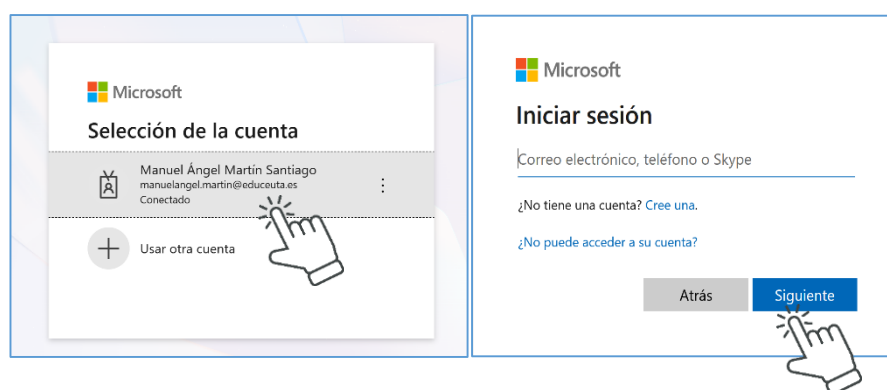 Microsoft
Selección de la cuenta
Manuel Ángel Martín Santiago
manuelangel.martin@educeuta.es
Conectado
Usar otra cuenta
Microsoft
Iniciar sesión
Correo electrónico, teléfono o Skype
¿No tiene una cuenta? Cree una.
¿No puede acceder a su cuenta?
Atrás
Siguiente